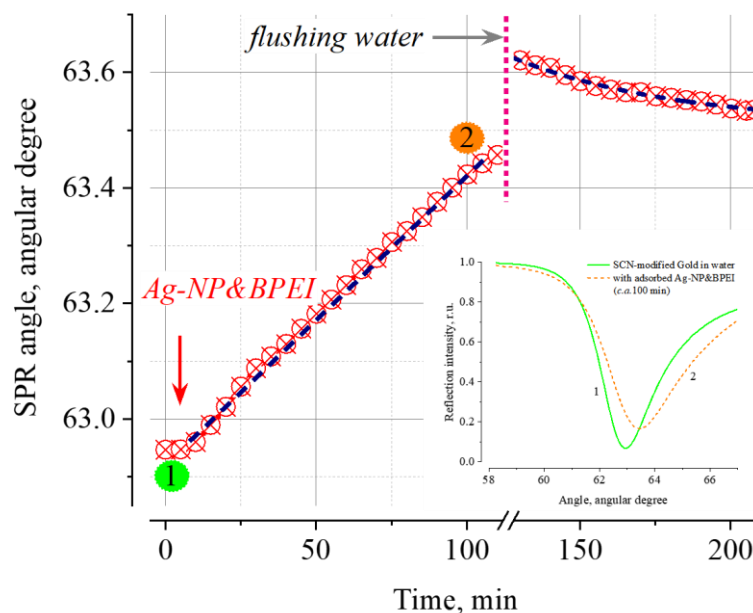 flushing water
63.6
63.4
63.2
63.0
SPR angle, angular degree
2
Ag-NP&BPEI
1
0
50
100
150
200
Time, min
1.0
0.8
0.6
0.4
0.2
0.0
Reflection intensity, r.u.
SCN-modified Gold in water
with adsorbed Ag-NP&BPEI
(c.a.100 min)
1
2
58
60
62
64
66
Angle, angular degree